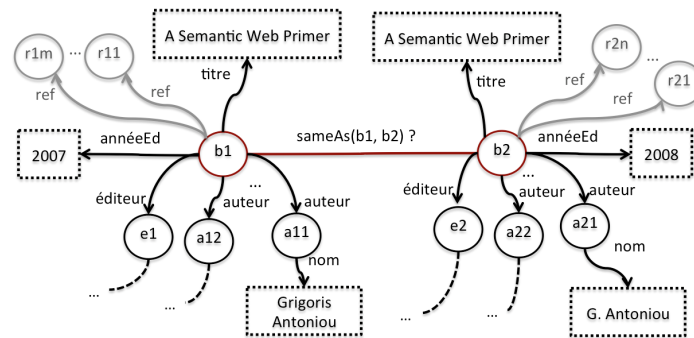 A Semantic Web Primer
A Semantic Web Primer
r1m
...
r11
r2n
...
r21
titre
titre
ref
ref
ref
ref
2007
annéeEd
b1
sameAs(b1, b2) ?
b2
annéeEd
2008
...
...
éditeur
auteur
auteur
éditeur
auteur
auteur
e1
a12
a11
e2
a22
a21
nom
nom
...
...
...
...
Grigoris
Antoniou
G. Antoniou